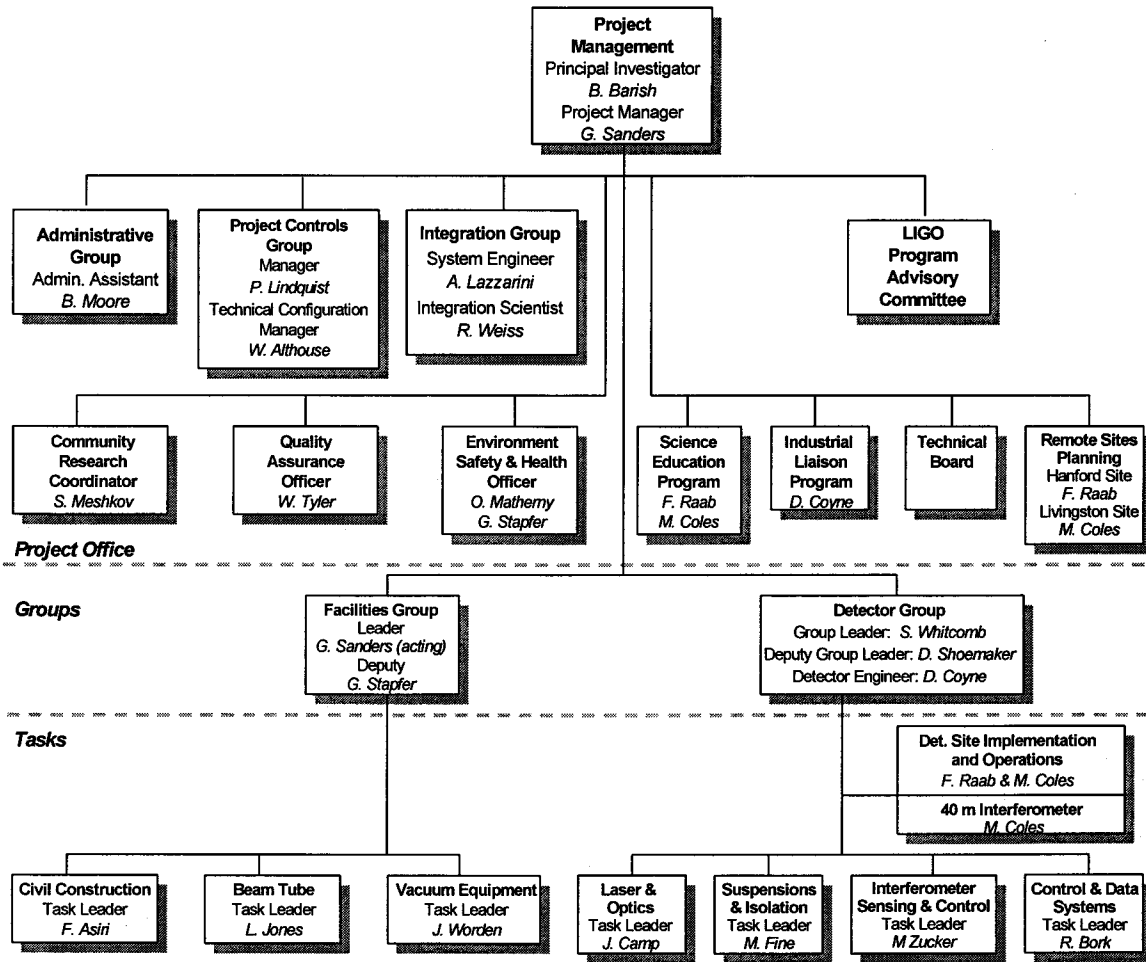 Project
Management
Principal Investigator
B. Barish
Project Manager
G. Sanders
Administrative
Group
Admin. Assistant
B. Moore
Project Controls
Group
Manager
P. Lindquist
Technical Configuration
Manager
W. Althouse
Integration Group
System Engineer
A. Lazzarini
Integration Scientist
R. Weiss
LIGO
Program
Advisory
Committee
Community
Research
Coordinator
S. Meshkov
Quality
Assurance
Officer
W. Tyler
Environment
Safety & Health
Officer
O. Matherny
G. Stapfer
Science
Education
Program
F. Raab
M. Coles
Industrial
Liaison
Program
D. Coyne
Technical
Board
Remote Sites
Planning
Hanford Site
F. Raab
Livingston Site
M. Coles
Project Office
Groups
Facilities Group
Leader
G. Sanders (acting)
Deputy
G. Stapfer
Detector Group
Group Leader: S. Whitcomb
Deputy Group Leader: D. Shoemaker
Detector Engineer: D. Coyne
Tasks
Det. Site Implementation
and Operations
F. Raab & M. Coles
40 m Interferometer
M. Coles
Civil Construction
Task Leader
F. Asiri
Beam Tube
Task Leader
L. Jones
Vacuum Equipment
Task Leader
J. Worden
Laser &
Optics
Task Leader
J. Camp
Suspensions
& Isolation
Task Leader
M. Fine
Interferometer
Sensing & Control
Task Leader
M Zucker
Control & Data
Systems
Task Leader
R. Bork